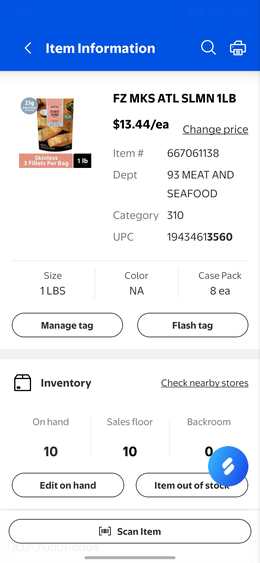 Item Information
23g
FZ MKS ATL SLMN 1LB
$13.44/ea
Change price
Skinless
3 Fillets Per Bag
1 lb
Item #
667061138
Dept
93 MEAT AND
SEAFOOD
Category
310
UPC
19434613560
Size
Color
Case Pack
1 LBS
NA
8 ea
Manage tag
Flash tag
Inventory
Check nearby stores
On hand
Sales floor
Backroom
10
10
0
Edit on hand
Item out of stock
Scan Item